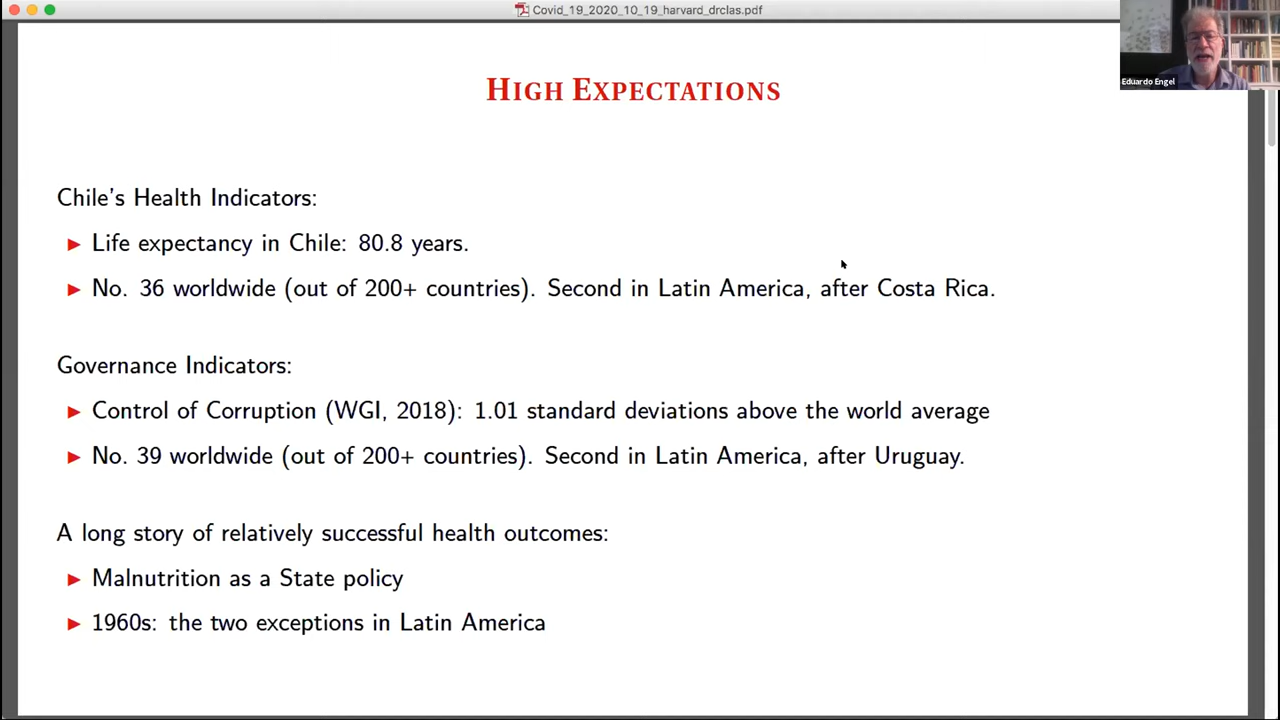 Covid_19_2020_10_19_harvard_drclas.pdf
Eduardo Engel
HIGH EXPECTATIONS
Chile's Health Indicators:
► Life expectancy in Chile: 80.8 years.
► No. 36 worldwide (out of 200+ countries). Second in Latin America, after Costa Rica.
Governance Indicators:
► Control of Corruption (WGI, 2018): 1.01 standard deviations above the world average
► No. 39 worldwide (out of 200+ countries). Second in Latin America, after Uruguay.
A long story of relatively successful health outcomes:
► Malnutrition as a State policy
► 1960s: the two exceptions in Latin America